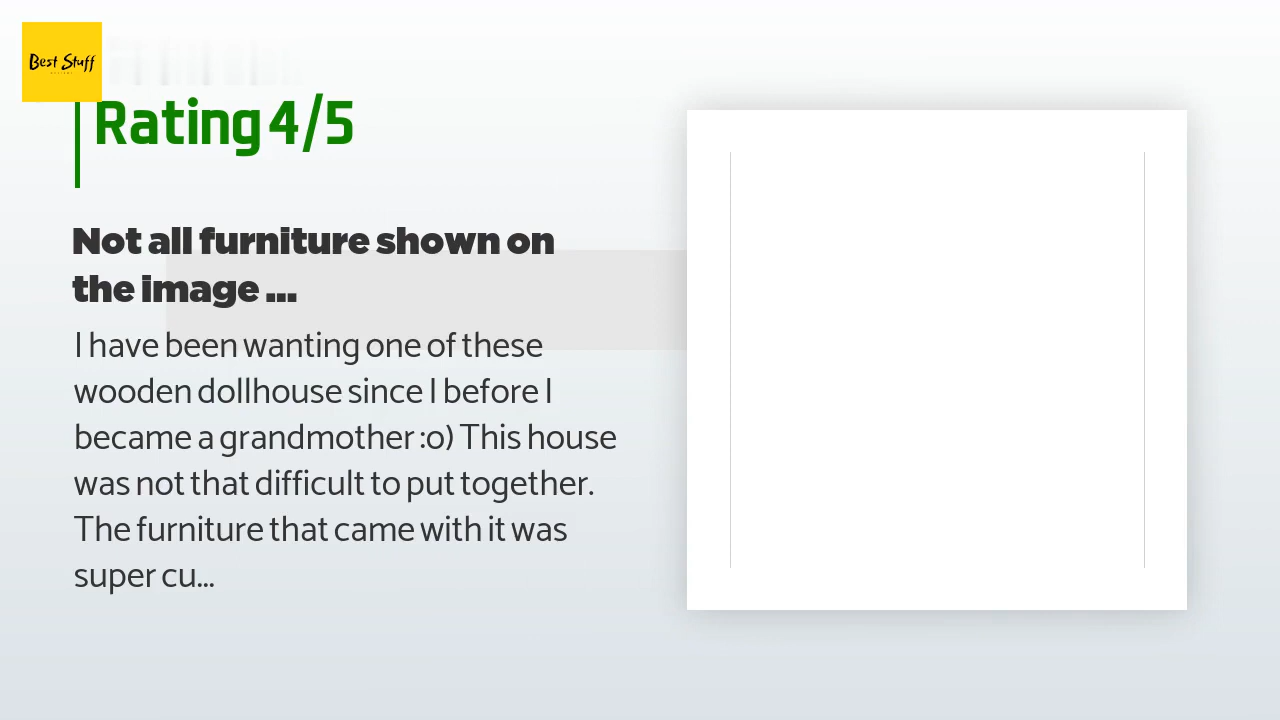 Best Stuff
Rating 4/5
Not all furniture shown on
the image ...
I have been wanting one of these
wooden dollhouse since I before I
became a grandmother :o) This house
was not that difficult to put together.
The furniture that came with it was
super cu...